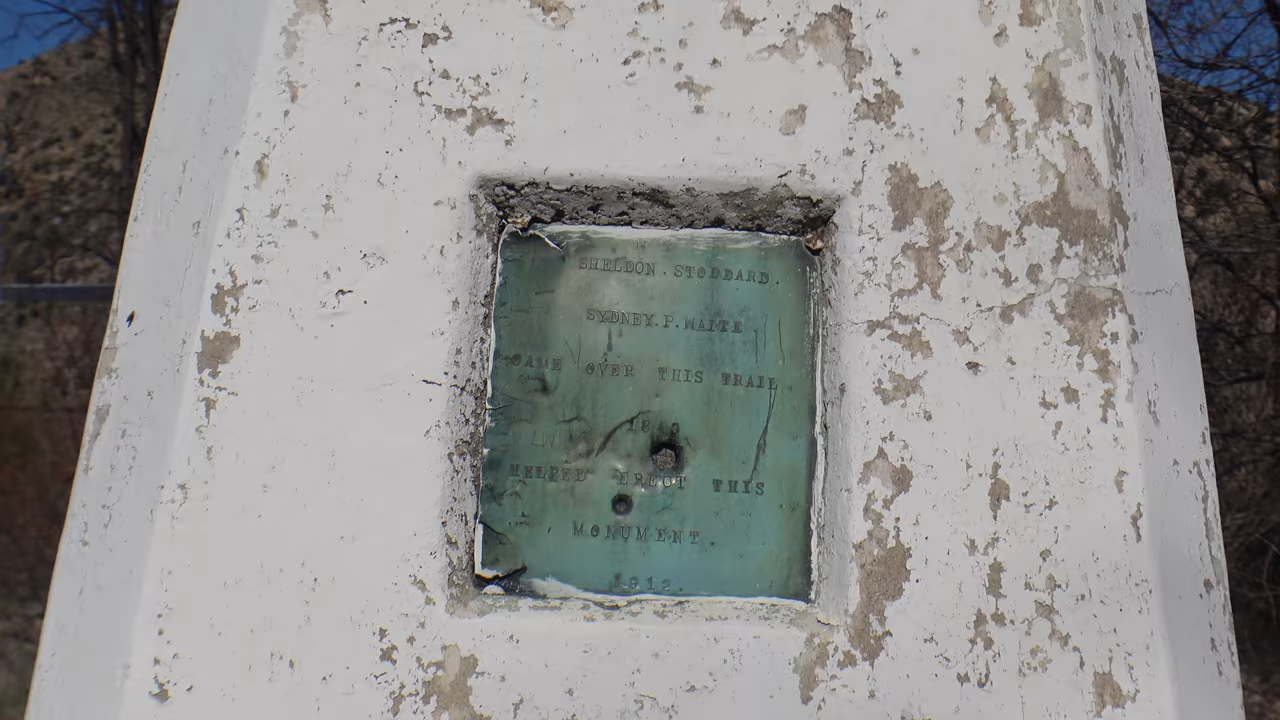 SHELDON . STODDARD.
SYDNEY. P. WAITE
CAME OVER THIS TRAIL
HELPED ERECT THIS
MONUMENT.
1912.